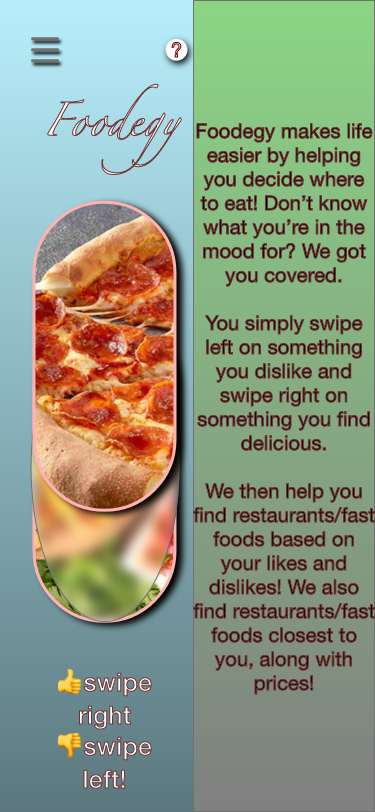 ?
Foodegy
👍swipe
right
👎swipe
left!
Foodegy makes life
easier by helping
you decide where
to eat! Don’t know
what you’re in the
mood for? We got
you covered.
You simply swipe
left on something
you dislike and
swipe right on
something you find
delicious.
We then help you
find restaurants/fast
foods based on
your likes and
dislikes! We also
find restaurants/fast
foods closest to
you, along with
prices!